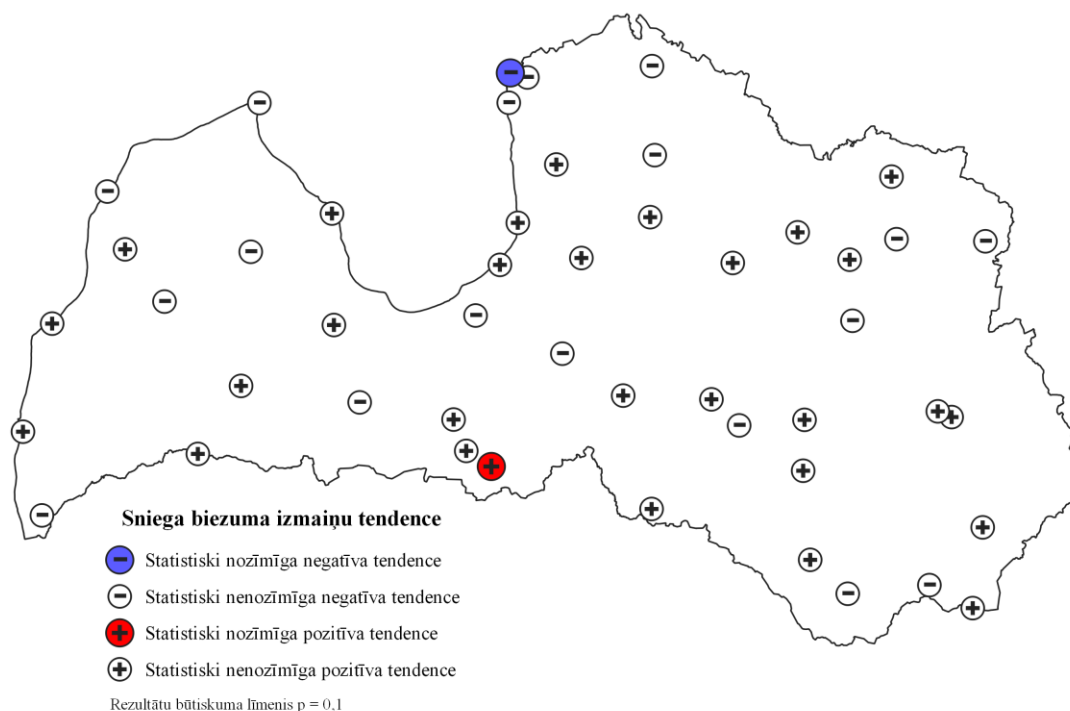 Sniega biezuma izmaiņu tendence
Statistiski nozīmīga negatīva tendence
Statistiski nenozīmīga negatīva tendence
Statistiski nozīmīga pozitīva tendence
Statistiski nenozīmīga pozitīva tendence
Rezultātu būtiskuma līmenis p = 0,1